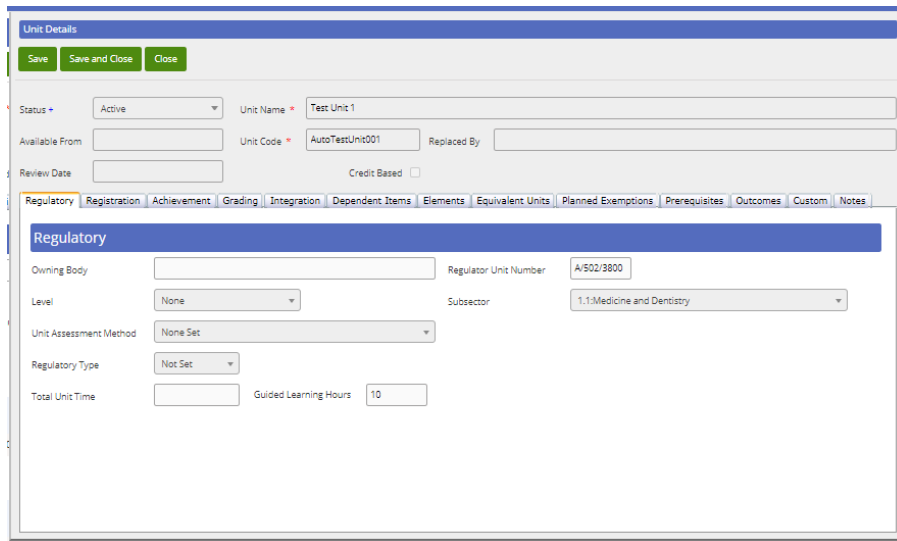 Unit Details
Save Save and Close Close
Status + Active Unit Name * Test Unit 1
Available From Unit Code * AutoTestUnit001 Replaced By
Review Date Credit Based
Regulatory Registration Achievement Grading Integration Dependent Items Elements Equivalent Units Planned Exemptions Prerequisites Outcomes Custom Notes
Regulatory
Owning Body Regulator Unit Number A/502/3800
Level None Subsector 1.1:Medicine and Dentistry
Unit Assessment Method None Set
Regulatory Type Not Set
Total Unit Time Guided Learning Hours 10